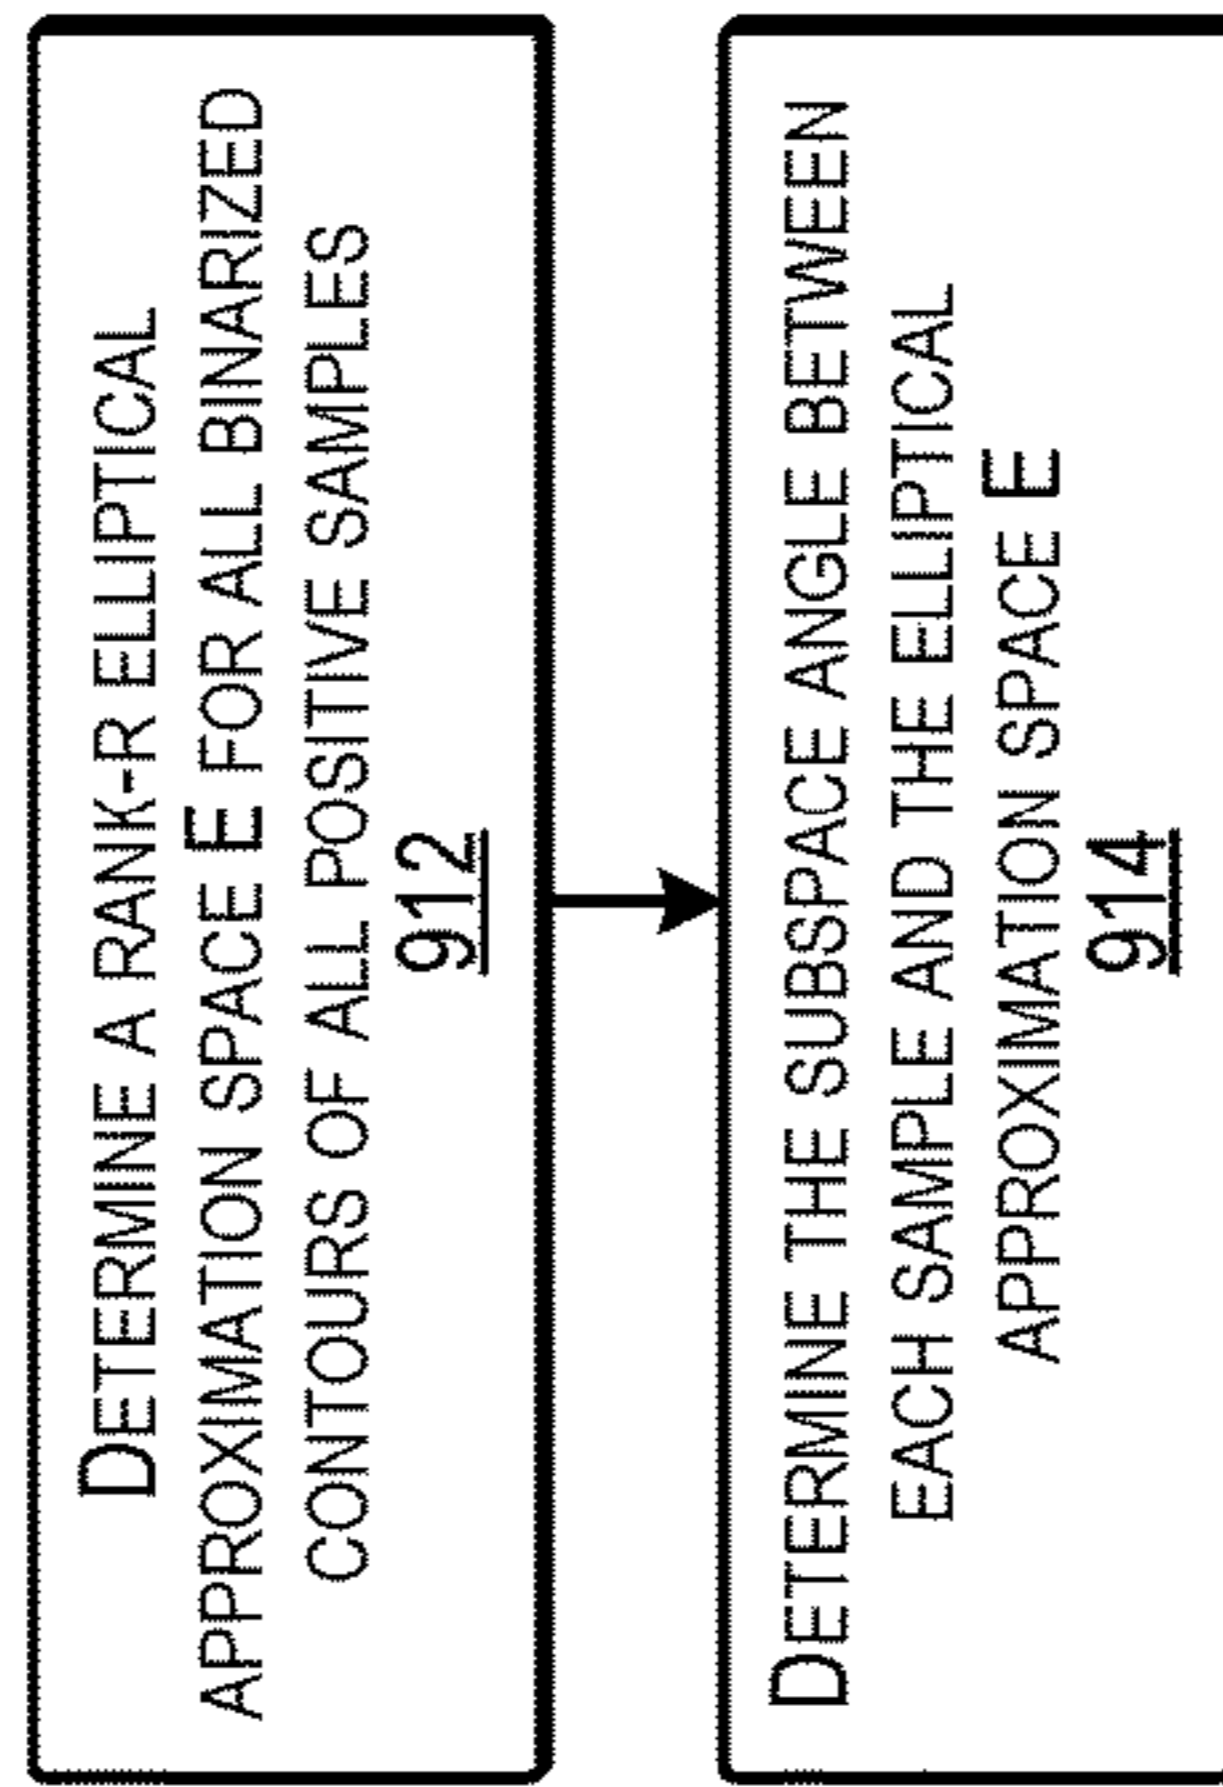 DETERMINE A RANK-R ELLIPTICAL
APPROXIMATION SPACE E FOR ALL BINARIZED
CONTOURS OF ALL POSITIVE SAMPLES
912
DETERMINE THE SUBSPACE ANGLE BETWEEN
EACH SAMPLE AND THE ELLIPTICAL
APPROXIMATION SPACE E
914